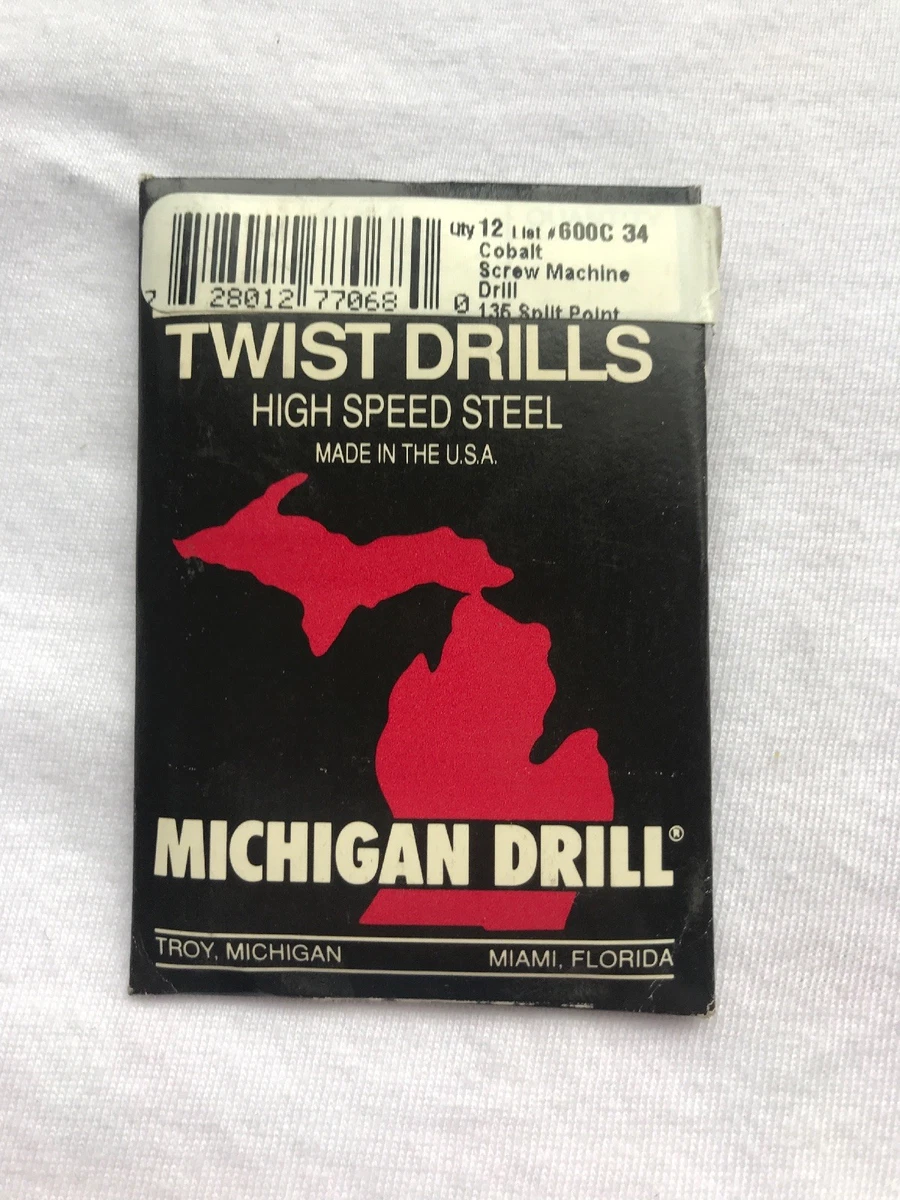 Qty 12 List #600C 34
Cobalt
Screw Machine
Drill
135 Split Point
7 28012 77068 0
TWIST DRILLS
HIGH SPEED STEEL
MADE IN THE U.S.A.
MICHIGAN DRILL®
TROY, MICHIGAN MIAMI, FLORIDA